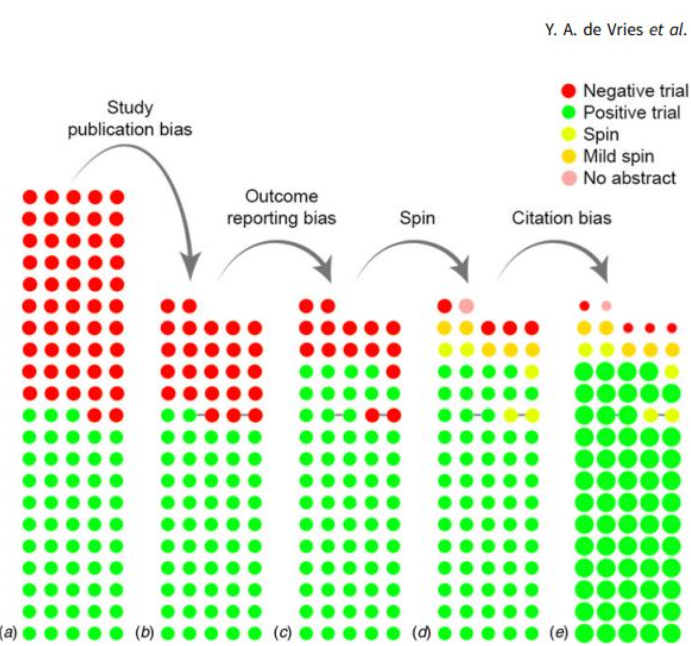 Y. A. de Vries et al.
Negative trial
Positive trial
Spin
Mild spin
No abstract
Study
publication bias
Outcome
reporting bias
Spin
Citation bias
(a)
(b)
(c)
(d)
(e)